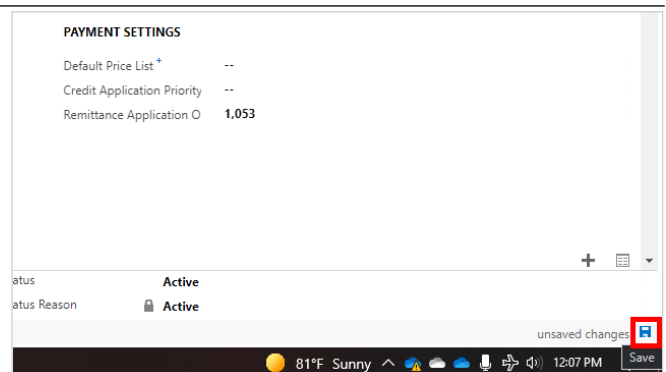 PAYMENT SETTINGS
Default Price List + --
Credit Application Priority --
Remittance Application O 1,053
atus Active
atus Reason Active
unsaved changes
81°F Sunny 12:07 PM Save